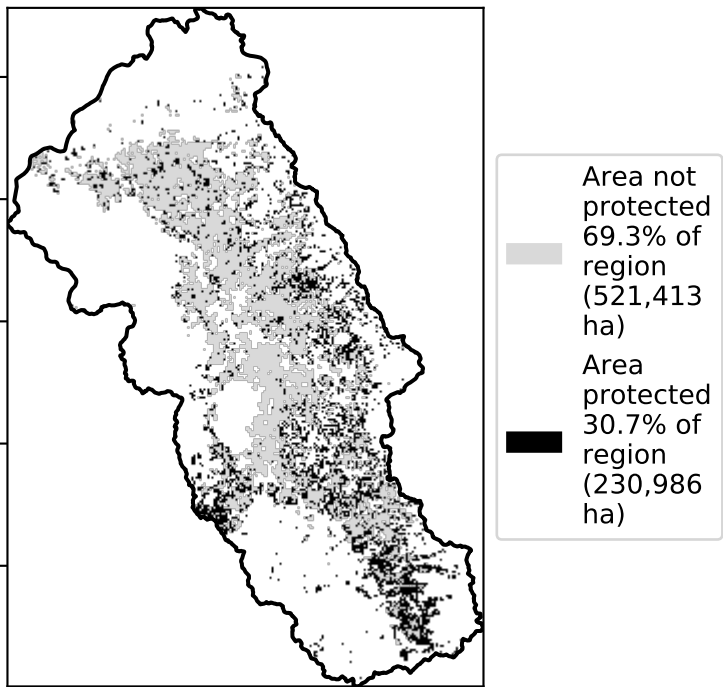 Area not
protected
69.3% of
region
(521,413
ha)
Area
protected
30.7% of
region
(230,986
ha)